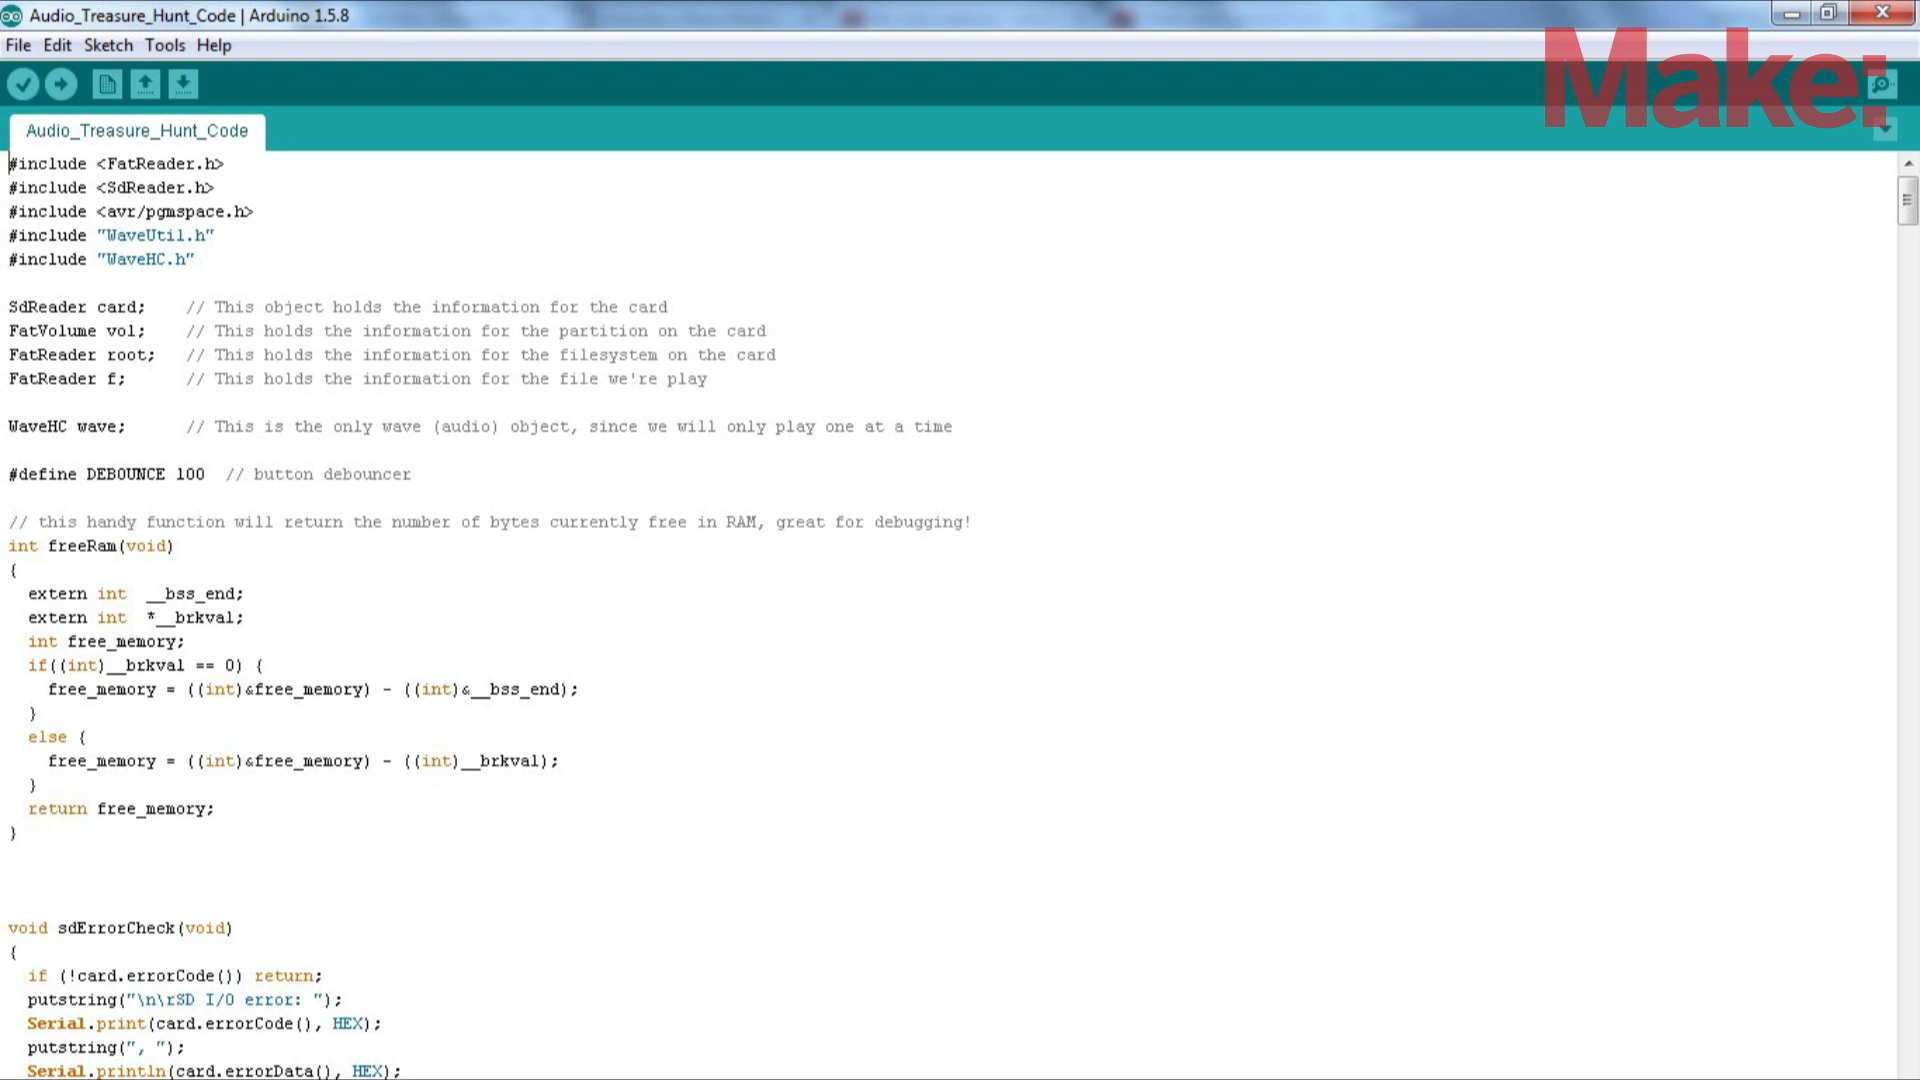 Audio_Treasure_Hunt_Code | Arduino 1.5.8
File Edit Sketch Tools Help
Make:
Audio_Treasure_Hunt_Code
#include <FatReader.h>
#include <SdReader.h>
#include <avr/pgmspace.h>
#include "WaveUtil.h"
#include "WaveHC.h"
SdReader card;    // This object holds the information for the card
FatVolume vol;    // This holds the information for the partition on the card
FatReader root;   // This holds the information for the filesystem on the card
FatReader f;      // This holds the information for the file we're play
WaveHC wave;      // This is the only wave (audio) object, since we will only play one at a time
#define DEBOUNCE 100  // button debouncer
// this handy function will return the number of bytes currently free in RAM, great for debugging!
int freeRam(void)
{
  extern int  __bss_end;
  extern int  *__brkval;
  int free_memory;
  if((int)__brkval == 0) {
    free_memory = ((int)&free_memory) - ((int)&__bss_end);
  }
  else {
    free_memory = ((int)&free_memory) - ((int)__brkval);
  }
  return free_memory;
}
void sdErrorCheck(void)
{
  if (!card.errorCode()) return;
  putstring("\n\rSD I/O error: ");
  Serial.print(card.errorCode(), HEX);
  putstring(", ");
  Serial.println(card.errorData(), HEX);